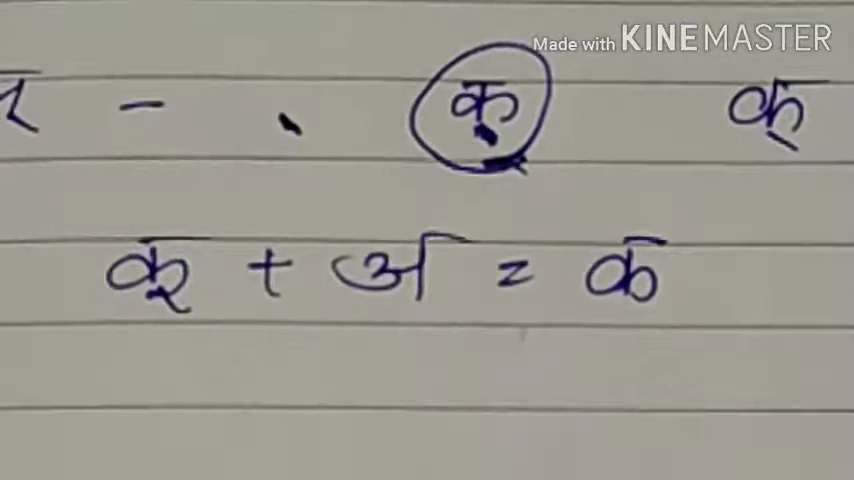 Made with KINEMASTER
- . क् क्
क् + अ = क